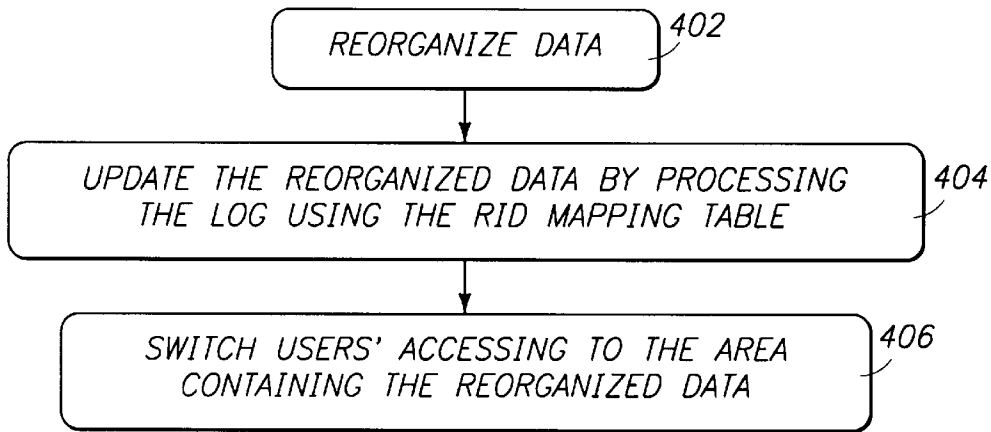 REORGANIZE DATA
402
UPDATE THE REORGANIZED DATA BY PROCESSING
THE LOG USING THE RID MAPPING TABLE
404
SWITCH USERS' ACCESSING TO THE AREA
CONTAINING THE REORGANIZED DATA
406